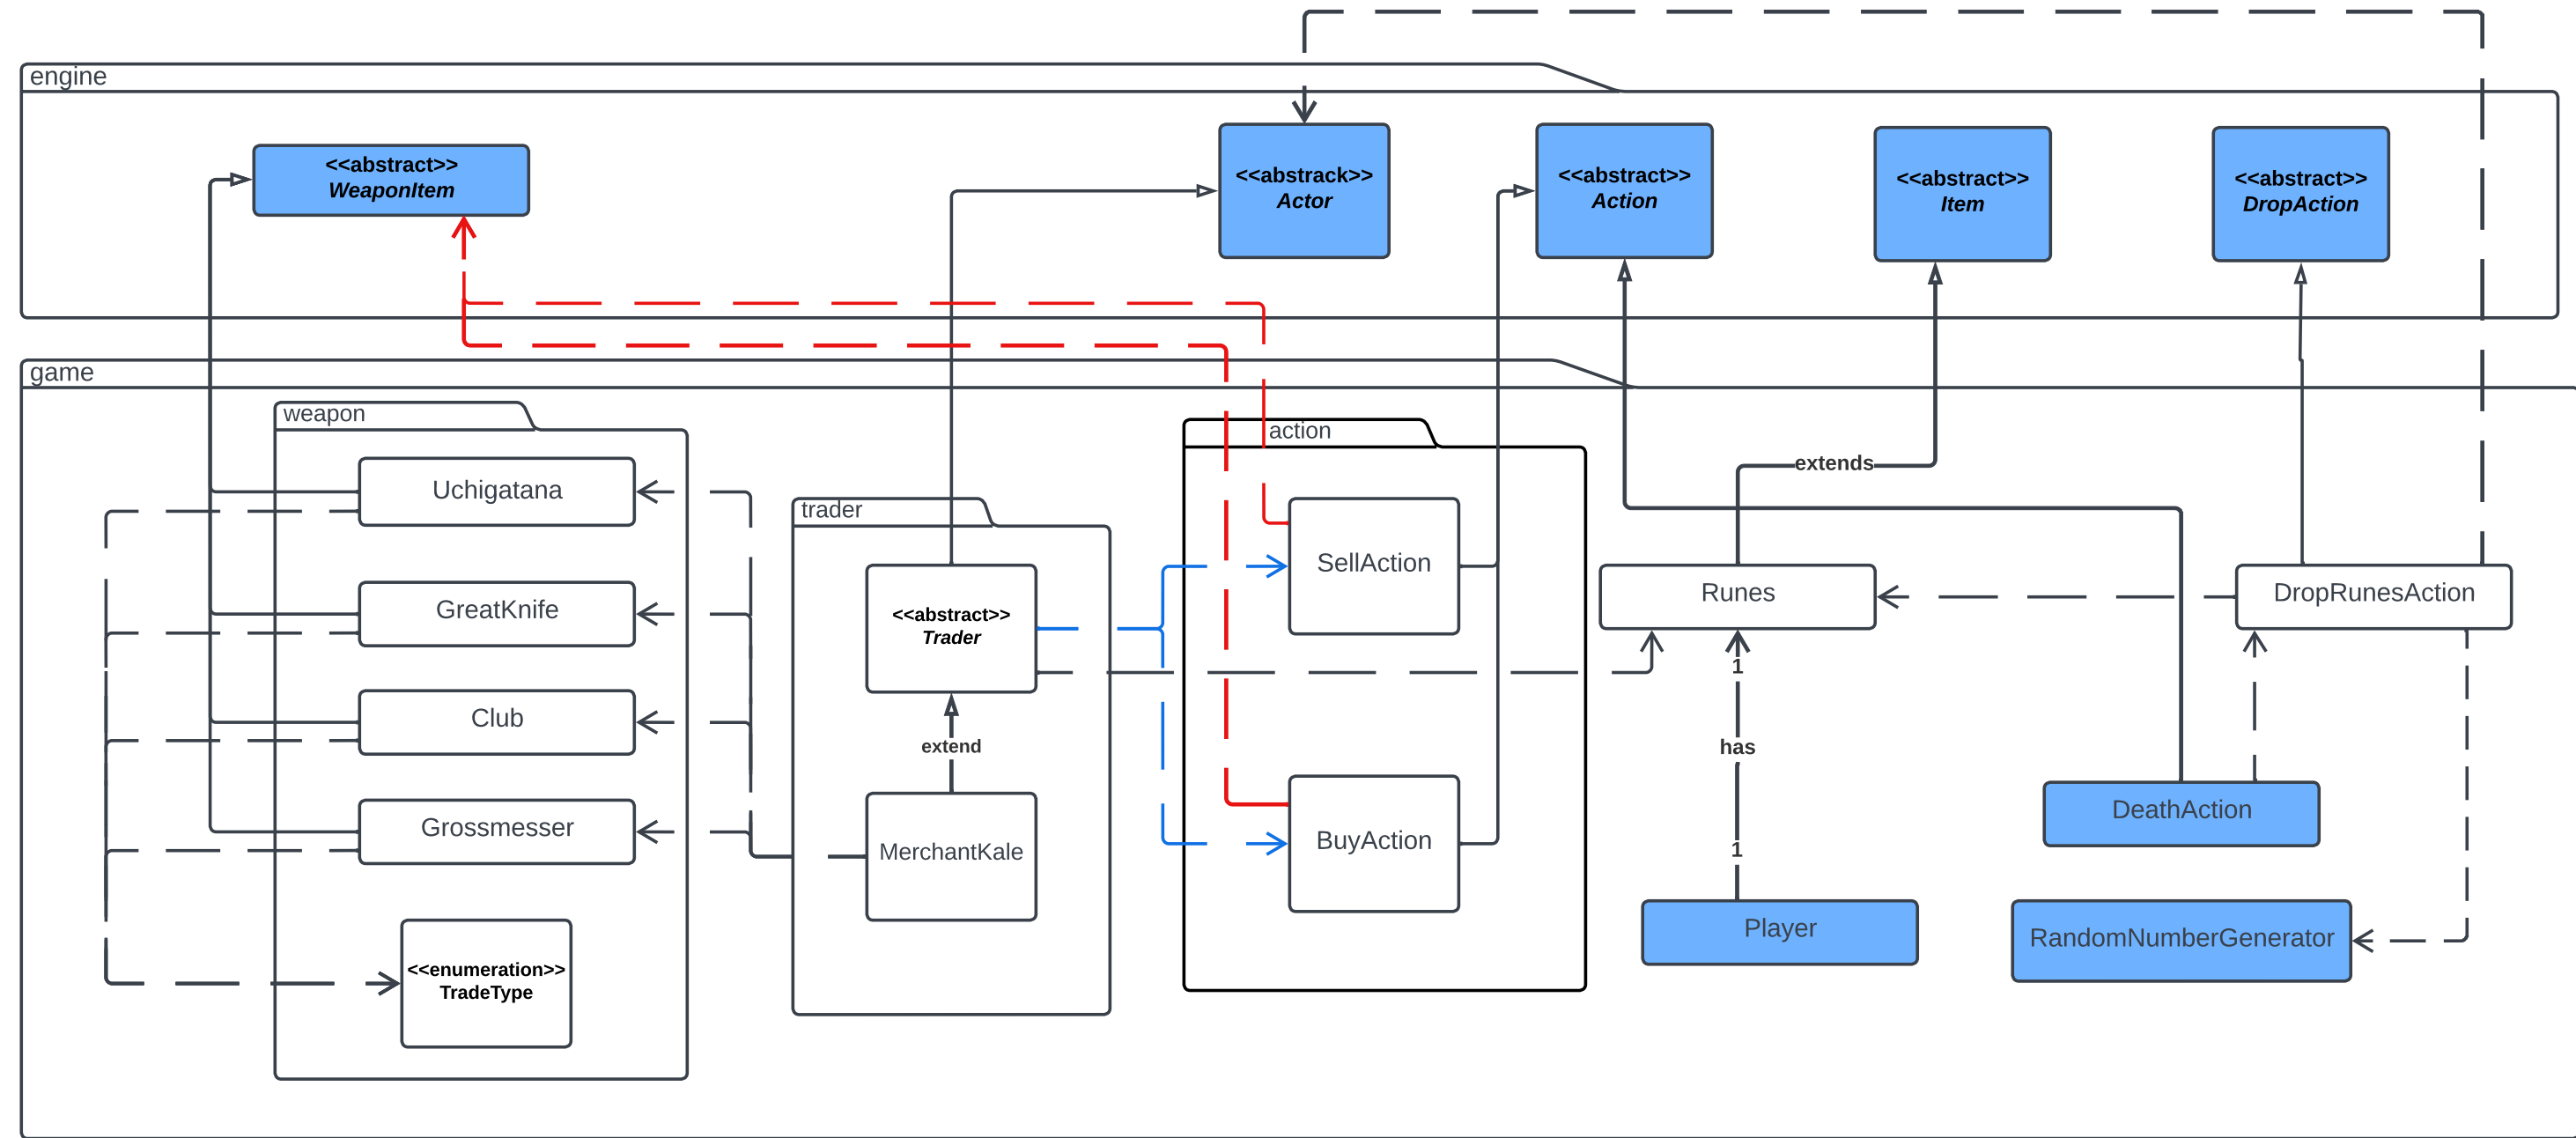 engine
<<abstract>>
WeaponItem
<<abstrack>>
Actor
<<abstract>>
Action
<<abstract>>
Item
<<abstract>>
DropAction
game
weapon
Uchigatana
GreatKnife
Club
Grossmesser
<<enumeration>>
TradeType
trader
<<abstract>>
Trader
extend
MerchantKale
action
SellAction
BuyAction
extends
Runes
1
has
1
Player
DropRunesAction
DeathAction
RandomNumberGenerator